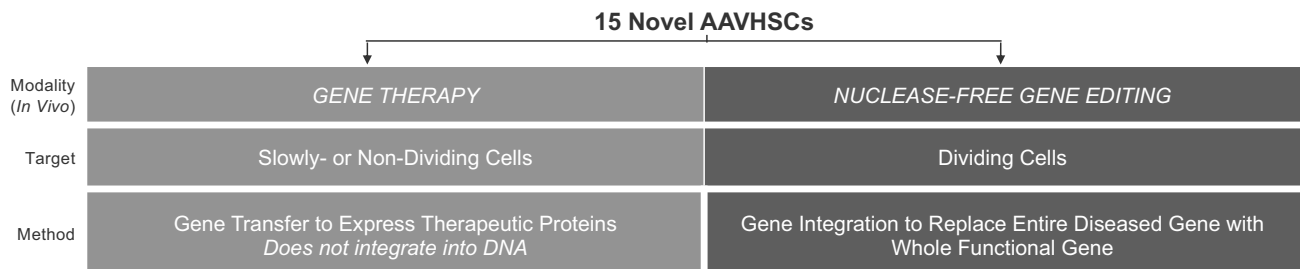 15 Novel AAVHSCs
Modality
(In Vivo)
GENE THERAPY
NUCLEASE-FREE GENE EDITING
Target
Slowly- or Non-Dividing Cells
Dividing Cells
Method
Gene Transfer to Express Therapeutic Proteins
Does not integrate into DNA
Gene Integration to Replace Entire Diseased Gene with
Whole Functional Gene